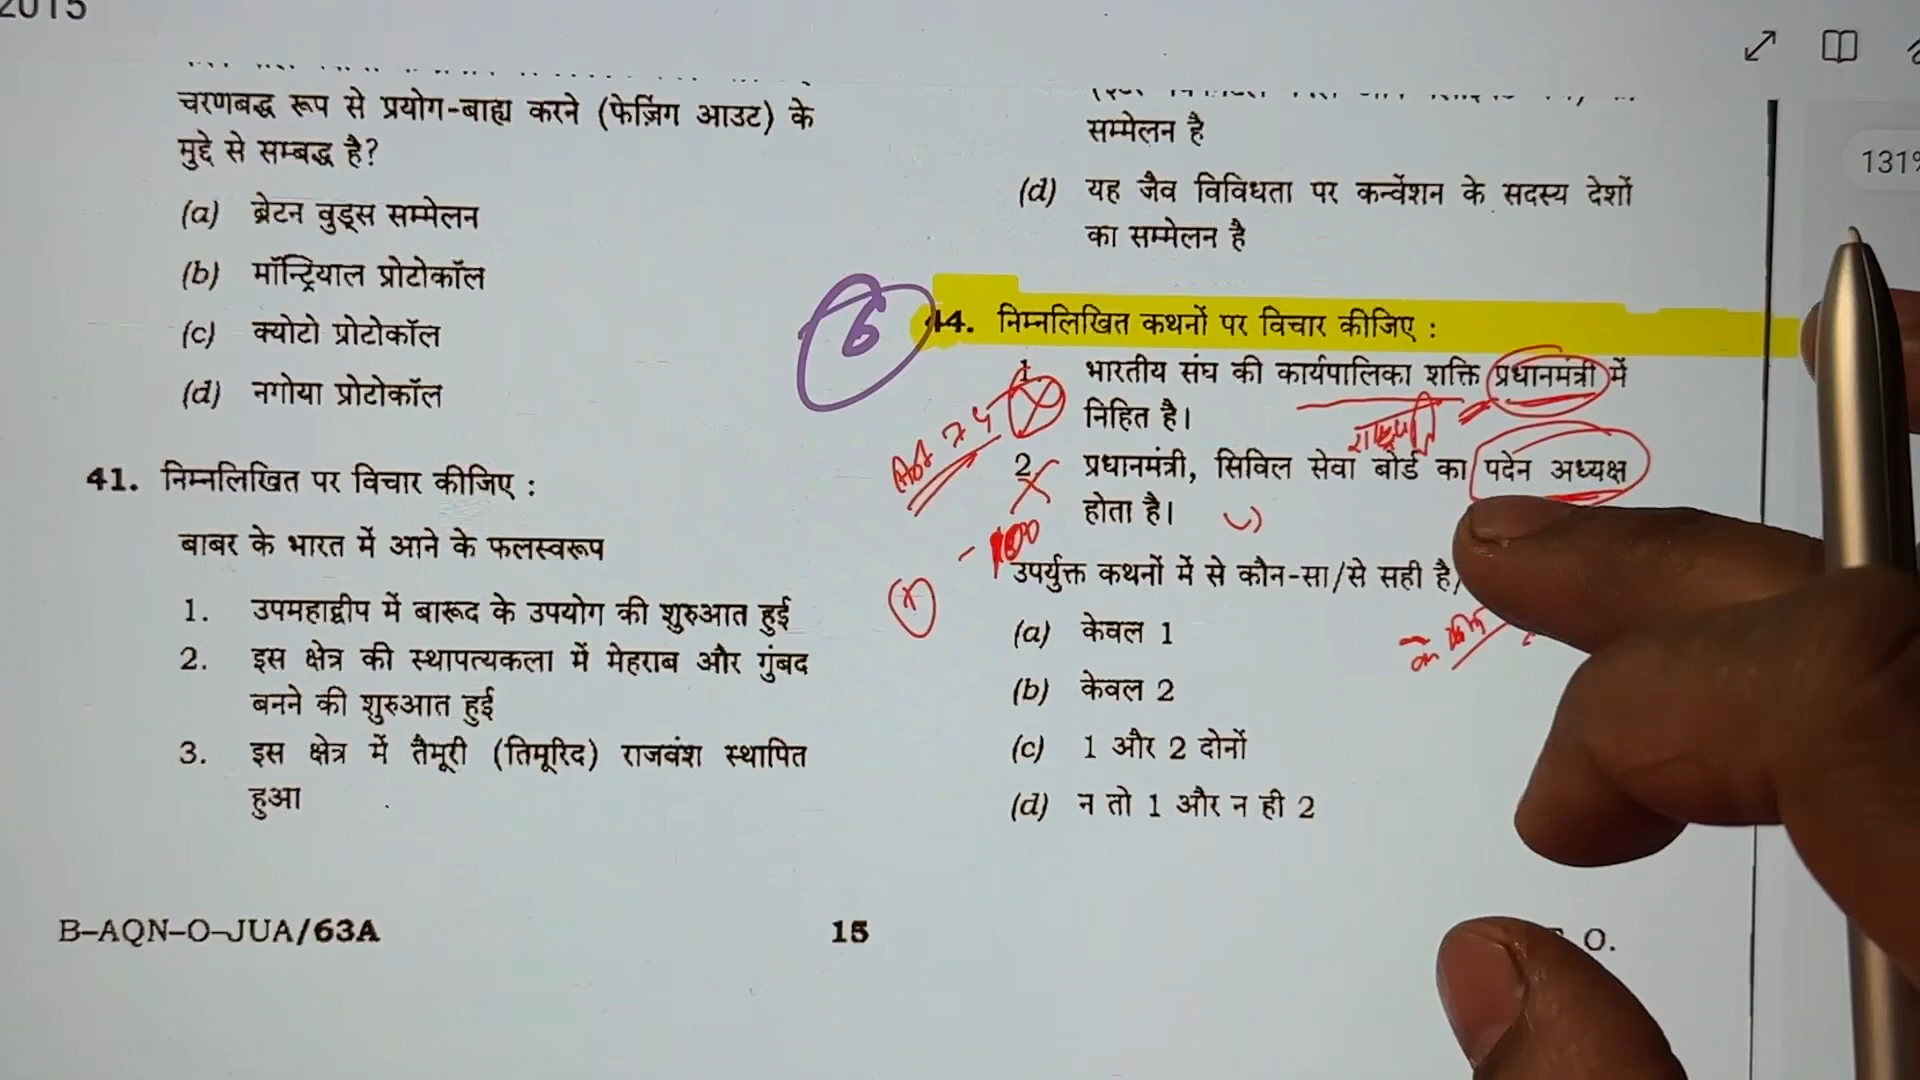 2015
चरणबद्ध रूप से प्रयोग-बाह्य करने (फेज़िंग आउट) के
मुद्दे से सम्बद्ध है?
(a) ब्रेटन वुड्स सम्मेलन
(b) मॉन्ट्रियाल प्रोटोकॉल
(c) क्योटो प्रोटोकॉल
(d) नगोया प्रोटोकॉल
41. निम्नलिखित पर विचार कीजिए :
बाबर के भारत में आने के फलस्वरूप
1. उपमहाद्वीप में बारूद के उपयोग की शुरुआत हुई
2. इस क्षेत्र की स्थापत्यकला में मेहराब और गुंबद
बनने की शुरुआत हुई
3. इस क्षेत्र में तैमूरी (तिमूरिद) राजवंश स्थापित
हुआ
B-AQN-O-JUA/63A
15
सम्मेलन है
(d) यह जैव विविधता पर कन्वेंशन के सदस्य देशों
का सम्मेलन है
6
44. निम्नलिखित कथनों पर विचार कीजिए :
1. भारतीय संघ की कार्यपालिका शक्ति प्रधानमंत्री में
निहित है।
राष्ट्रपति
2. प्रधानमंत्री, सिविल सेवा बोर्ड का पदेन अध्यक्ष
होता है।
उपर्युक्त कथनों में से कौन-सा/से सही है/
(a) केवल 1
(b) केवल 2
(c) 1 और 2 दोनों
(d) न तो 1 और न ही 2
O.
131%